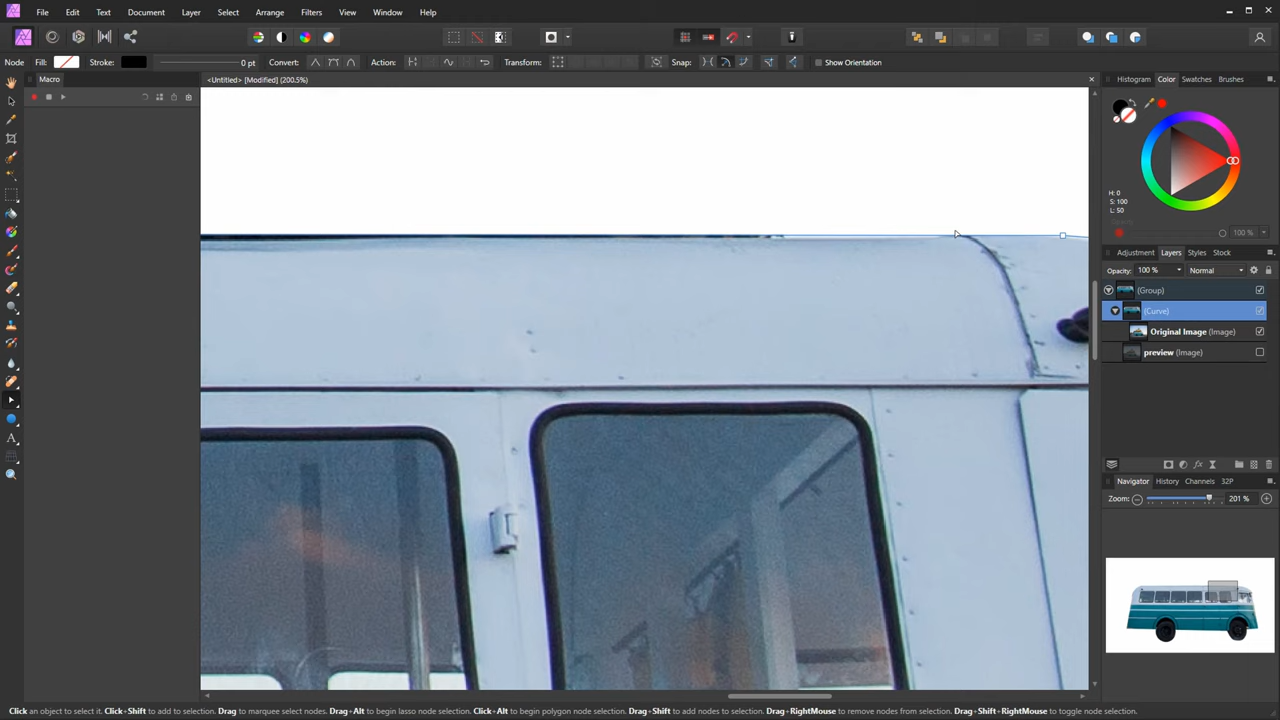 File Edit Text Document Layer Select Arrange Filters View Window Help
Node Fill: Stroke: 0 pt Convert: Action: Transform: Snap: Show Orientation
Macro
<Untitled> [Modified] (200.5%)
Histogram Color Swatches Brushes
H: 0
S: 100
L: 50
100 %
Adjustment Layers Styles Stock
Opacity: 100 % Normal
(Group)
(Curve)
Original Image (Image)
preview (Image)
Navigator History Channels 32P
Zoom: 201 %
Click an object to select it. Click+Shift to add to selection. Drag to marquee select nodes. Drag+Alt to begin lasso node selection. Click+Alt to begin polygon node selection. Drag+Shift to add nodes to selection. Drag+RightMouse to remove nodes from selection. Drag+Shift+RightMouse to toggle node selection.